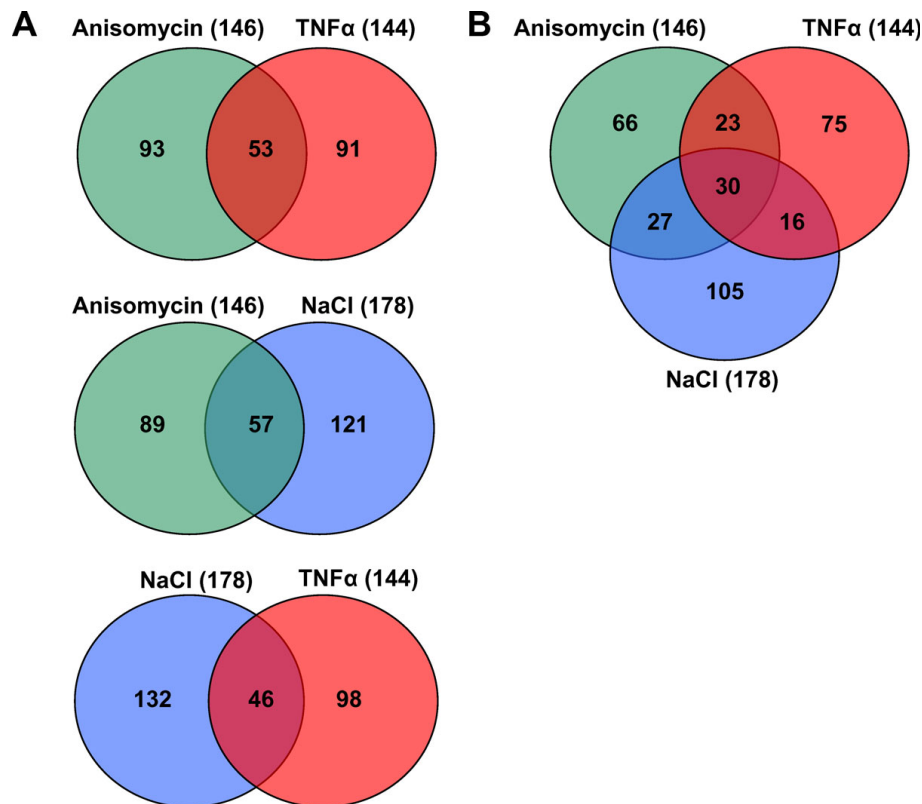 A
Anisomycin (146) TNFα (144)
93 53 91
Anisomycin (146) NaCl (178)
89 57 121
NaCl (178) TNFα (144)
132 46 98
B
Anisomycin (146) TNFα (144)
66 23 75
30
27 16
105
NaCl (178)